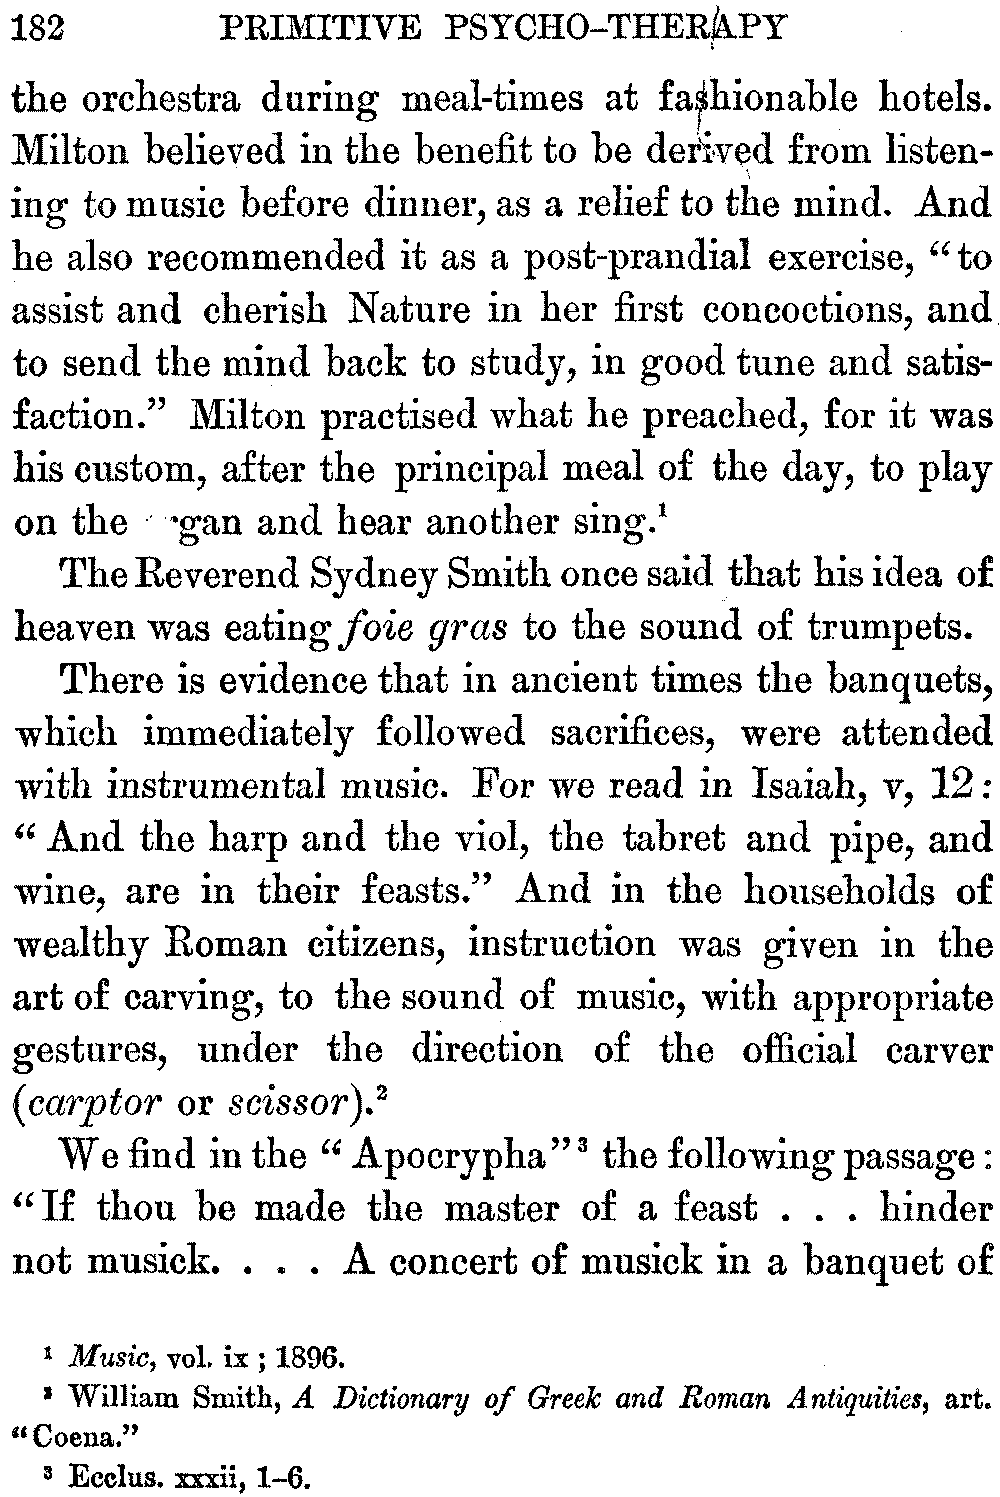 182 PRIMITIVE PSYCHO-THERAPY
the orchestra during meal-times at fashionable hotels.
Milton believed in the benefit to be derived from listen-
ing to music before dinner, as a relief to the mind. And
he also recommended it as a post-prandial exercise, “to
assist and cherish Nature in her first concoctions, and
to send the mind back to study, in good tune and satis-
faction.” Milton practised what he preached, for it was
his custom, after the principal meal of the day, to play
on the gan and hear another sing.¹
The Reverend Sydney Smith once said that his idea of
heaven was eating foie gras to the sound of trumpets.
There is evidence that in ancient times the banquets,
which immediately followed sacrifices, were attended
with instrumental music. For we read in Isaiah, v, 12:
“And the harp and the viol, the tabret and pipe, and
wine, are in their feasts.” And in the households of
wealthy Roman citizens, instruction was given in the
art of carving, to the sound of music, with appropriate
gestures, under the direction of the official carver
(carptor or scissor).²
We find in the “Apocrypha”³ the following passage:
“If thou be made the master of a feast . . . hinder
not musick. . . . A concert of musick in a banquet of
¹ Music, vol. ix ; 1896.
² William Smith, A Dictionary of Greek and Roman Antiquities, art.
“Coena.”
³ Ecclus. xxxii, 1–6.